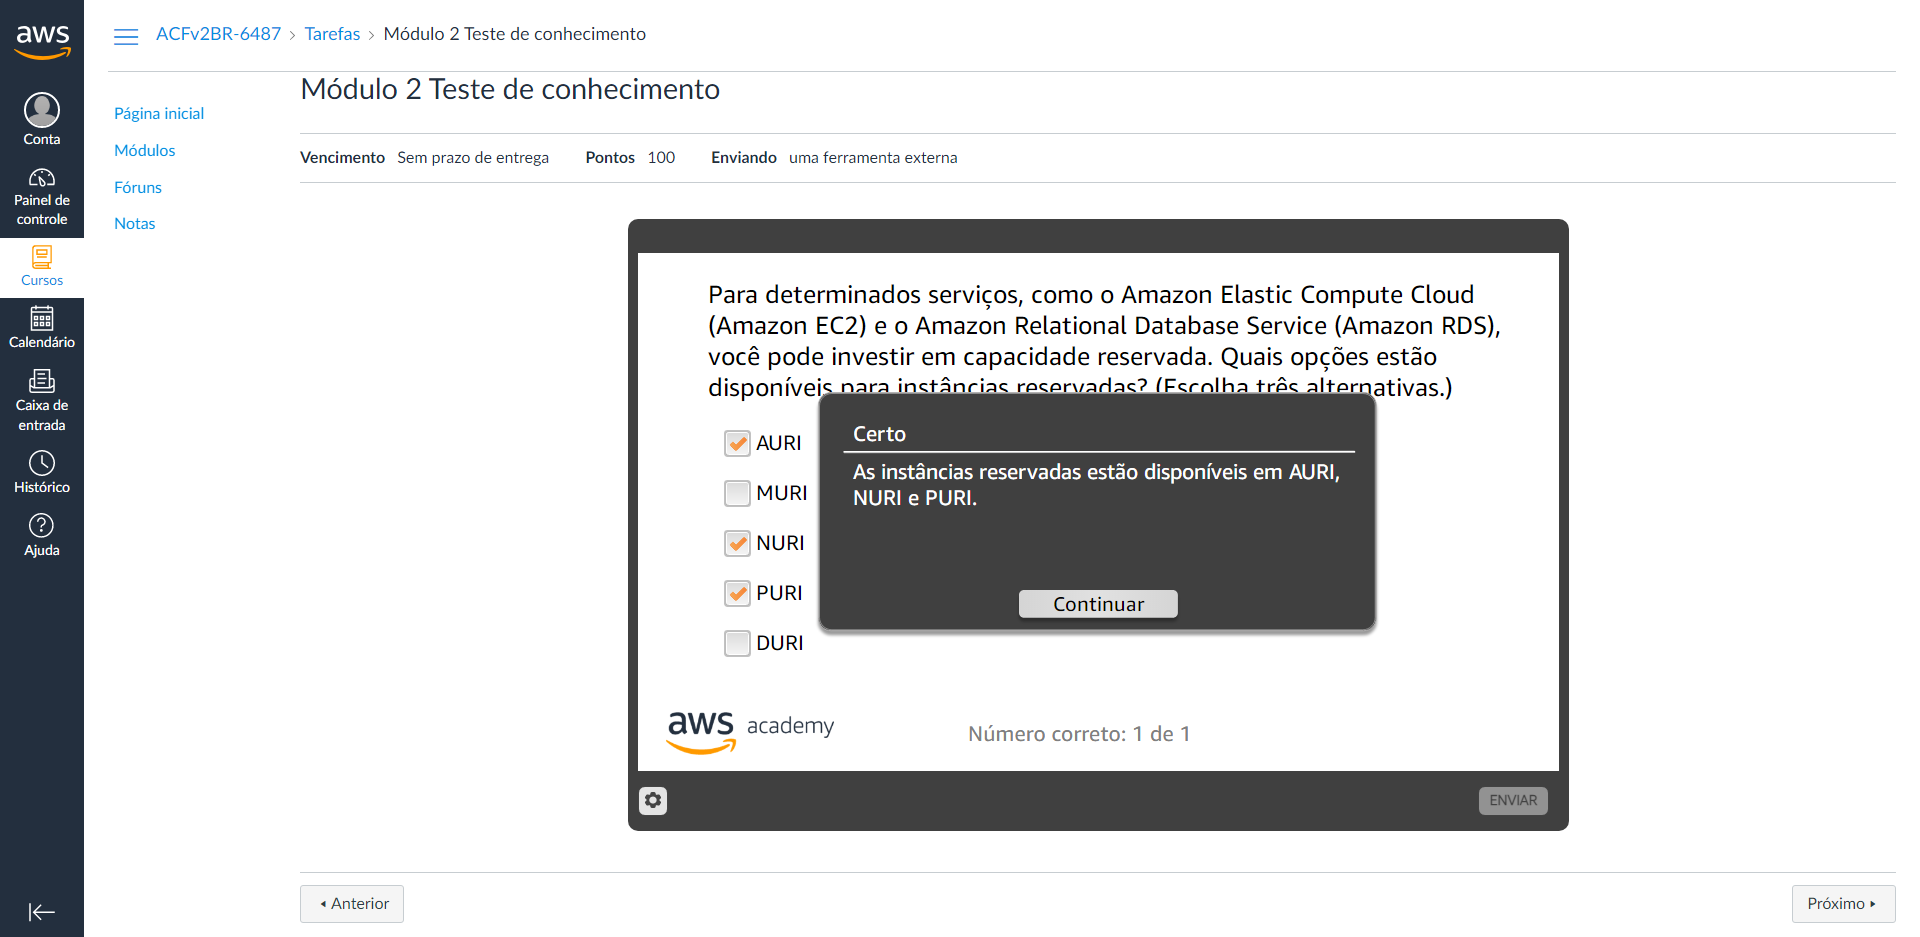 aws
Conta
Painel de
controle
Cursos
Calendário
Caixa de
entrada
Histórico
Ajuda
ACFv2BR-6487 › Tarefas › Módulo 2 Teste de conhecimento
Página inicial
Módulos
Fóruns
Notas
Módulo 2 Teste de conhecimento
Vencimento Sem prazo de entrega Pontos 100 Enviando uma ferramenta externa
Para determinados serviços, como o Amazon Elastic Compute Cloud
(Amazon EC2) e o Amazon Relational Database Service (Amazon RDS),
você pode investir em capacidade reservada. Quais opções estão
disponíveis para instâncias reservadas? (Escolha três alternativas.)
AURI
MURI
NURI
PURI
DURI
Certo
As instâncias reservadas estão disponíveis em AURI,
NURI e PURI.
Continuar
aws academy
Número correto: 1 de 1
ENVIAR
Anterior
Próximo